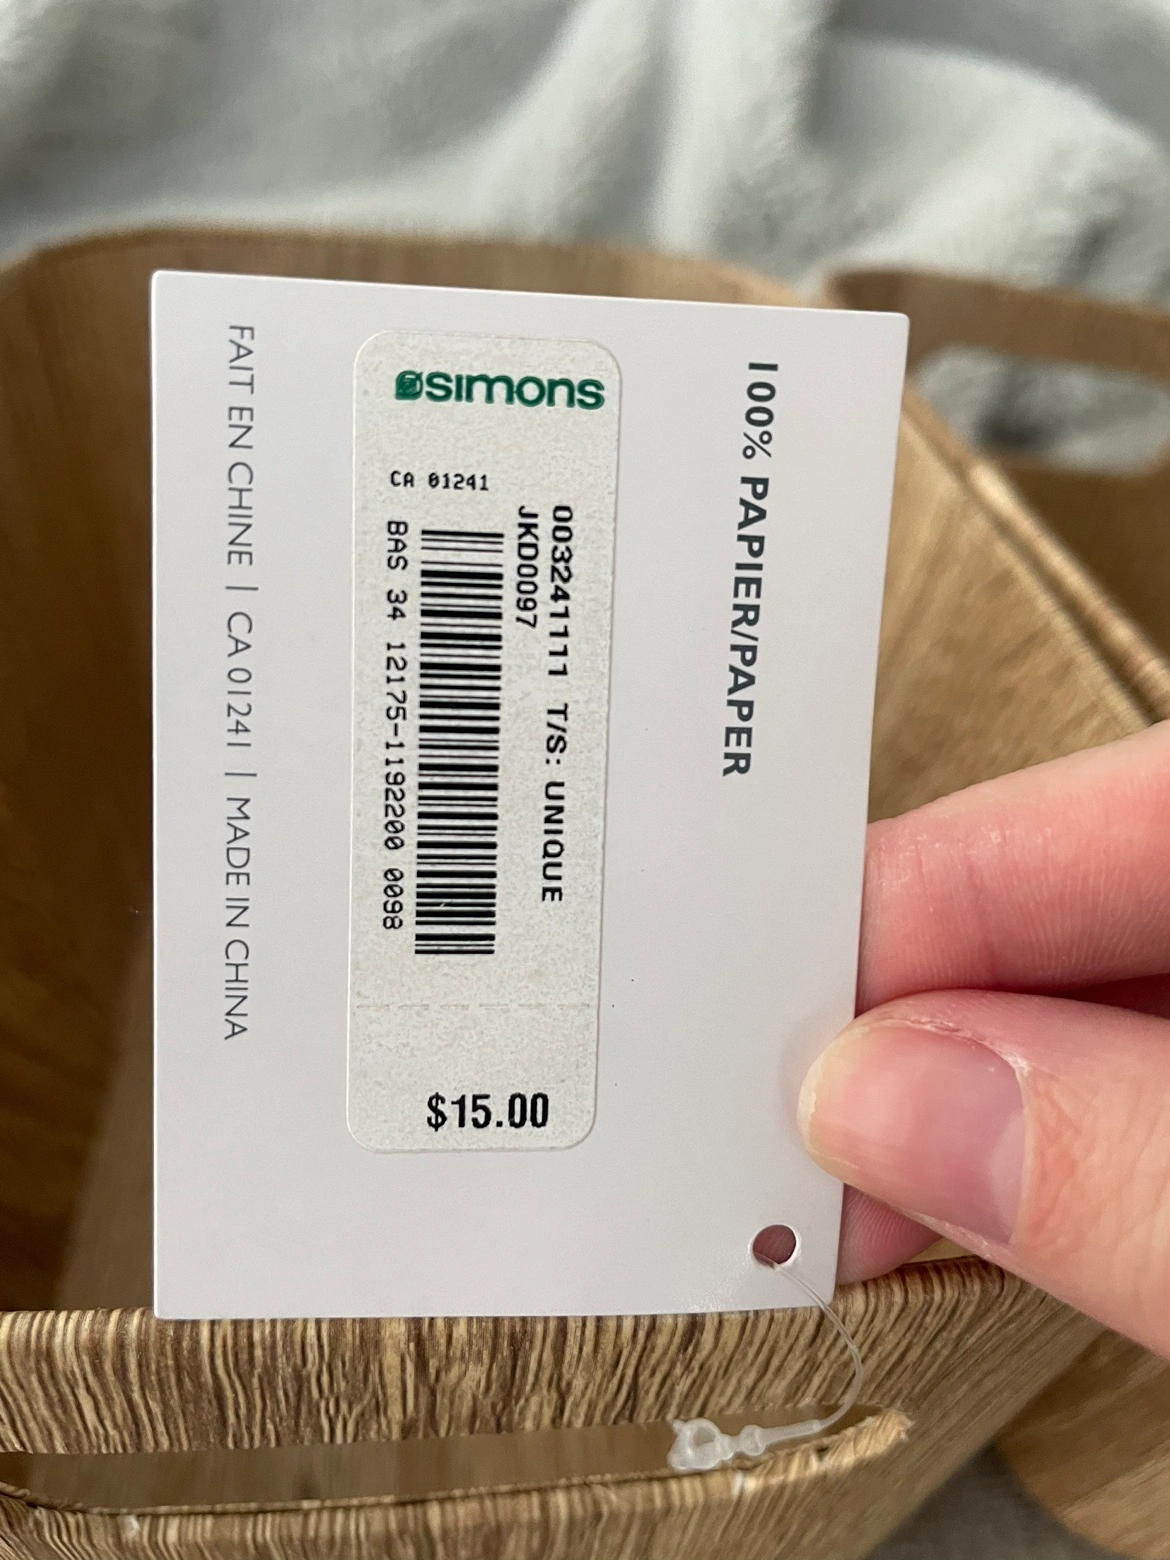 100% PAPIER/PAPER
simons
CA 01241
003241111 T/S: UNIQUE
JKD0097
BAS 34 12175-1192200 0098
$15.00
FAIT EN CHINE | CA 01241 | MADE IN CHINA